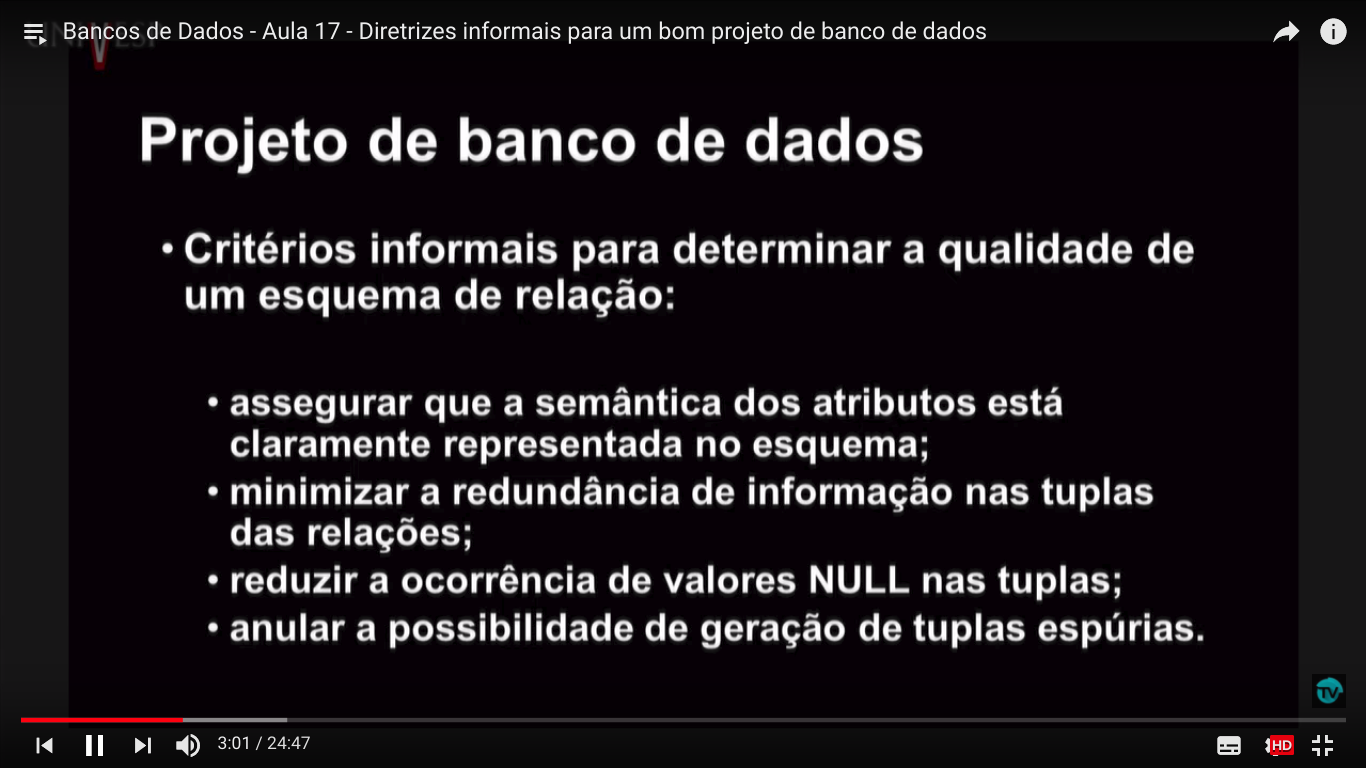 Bancos de Dados - Aula 17 - Diretrizes informais para um bom projeto de banco de dados
Projeto de banco de dados
• Critérios informais para determinar a qualidade de
um esquema de relação:
• assegurar que a semântica dos atributos está
claramente representada no esquema;
• minimizar a redundância de informação nas tuplas
das relações;
• reduzir a ocorrência de valores NULL nas tuplas;
• anular a possibilidade de geração de tuplas espúrias.
TV
3:01 / 24:47
HD